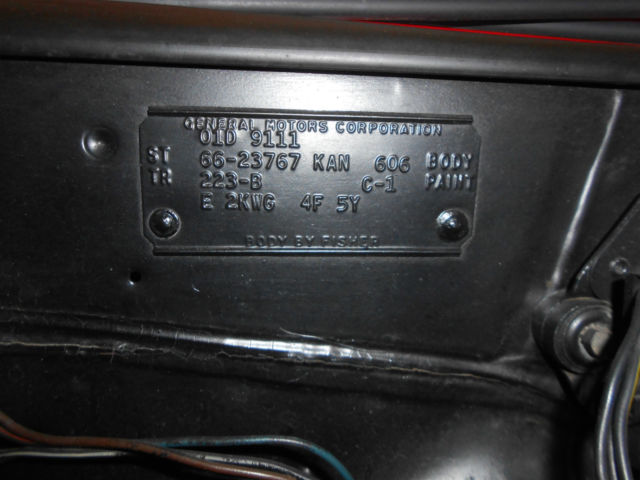 GENERAL MOTORS CORPORATION
01D 9111
ST 66-23767 KAN 606 BODY
TR 223-B C-1 PAINT
E 2KWG 4F 5Y
BODY BY FISHER